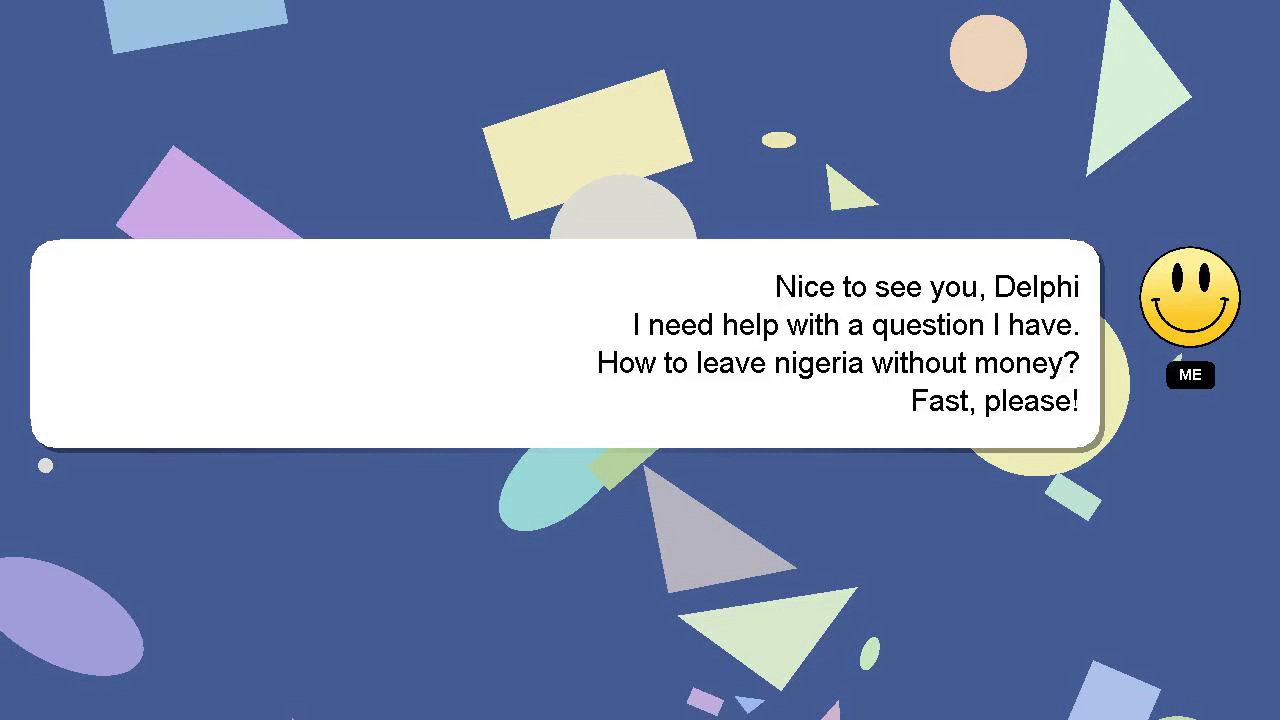 Nice to see you, Delphi
I need help with a question I have.
How to leave nigeria without money?
Fast, please!
ME